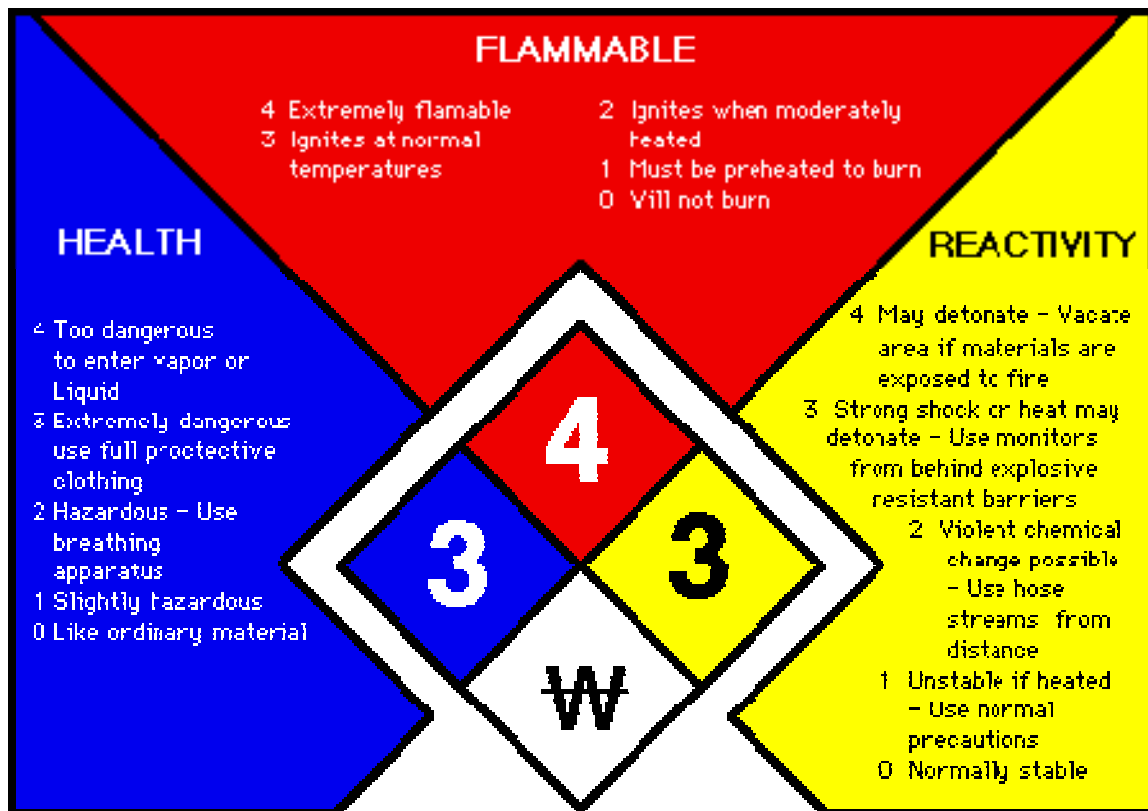 FLAMMABLE
4 Extremely flamable
3 Ignites at normal
temperatures
2 Ignites when moderately
heated
1 Must be preheated to burn
0 Will not burn
HEALTH
4 Too dangerous
to enter vapor or
Liquid
3 Extremely dangerous
use full proctective
clothing
2 Hazardous - Use
breathing
apparatus
1 Slightly hazardous
0 Like ordinary material
REACTIVITY
4 May detonate - Vacate
area if materials are
exposed to fire
3 Strong shock or heat may
detonate - Use monitors
from behind explosive
resistant barriers
2 Violent chemical
change possible
- Use hose
streams from
distance
1 Unstable if heated
- Use normal
precautions
0 Normally stable
4
3 3
W